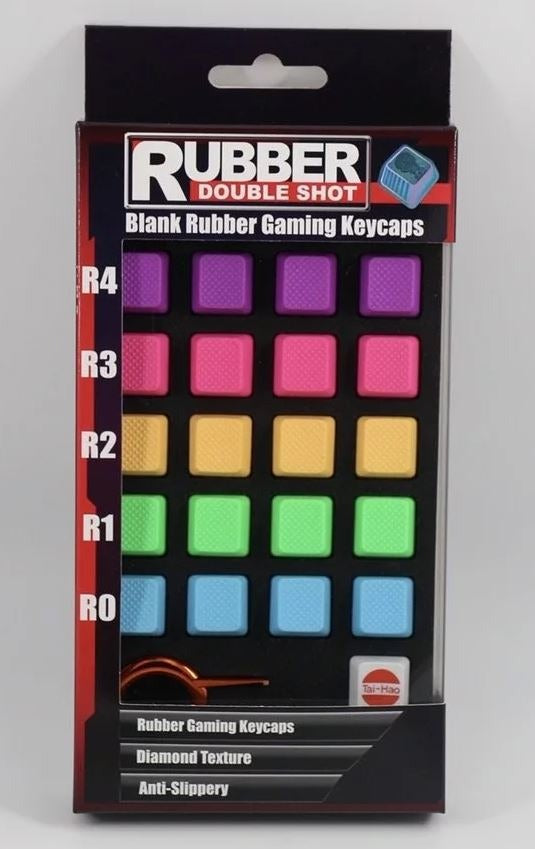 RUBBER
DOUBLE SHOT
Blank Rubber Gaming Keycaps
R4
R3
R2
R1
R0
Tai-Hao
Rubber Gaming Keycaps
Diamond Texture
Anti-Slippery